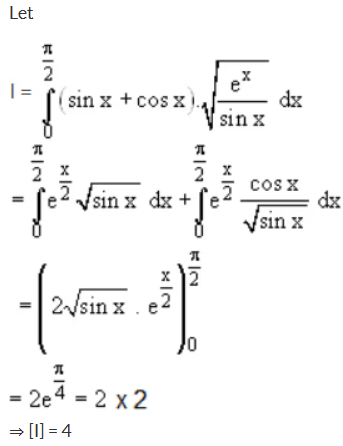 Let
I = ∫₀^(π/2) (sin x + cos x).√(e^x / sin x) dx
= ∫₀^(π/2) e^(x/2) √(sin x) dx + ∫₀^(π/2) e^(x/2) cos x / √(sin x) dx
= (2√(sin x) . e^(x/2))₀^(π/2)
= 2e^(π/4) = 2 x 2
⇒ [I] = 4